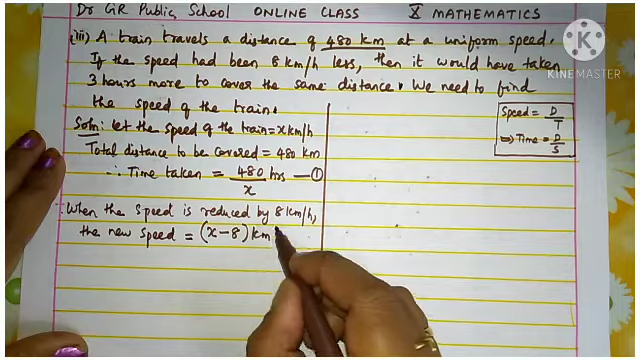 Dr GR Public School ONLINE CLASS X MATHEMATICS
(iii) A train travels a distance of 480 km at a uniform speed.
If the speed had been 8 km/h less, then it would have taken
3 hours more to cover the same distance. We need to find
the speed of the train.
Soln: let the speed of the train = x km/h
Total distance to be covered = 480 km
∴ Time taken = 480/x hrs — ①
When the speed is reduced by 8 km/h,
the new speed = (x - 8) km
Speed = D/T
⇒ Time = D/S
KINEMASTER